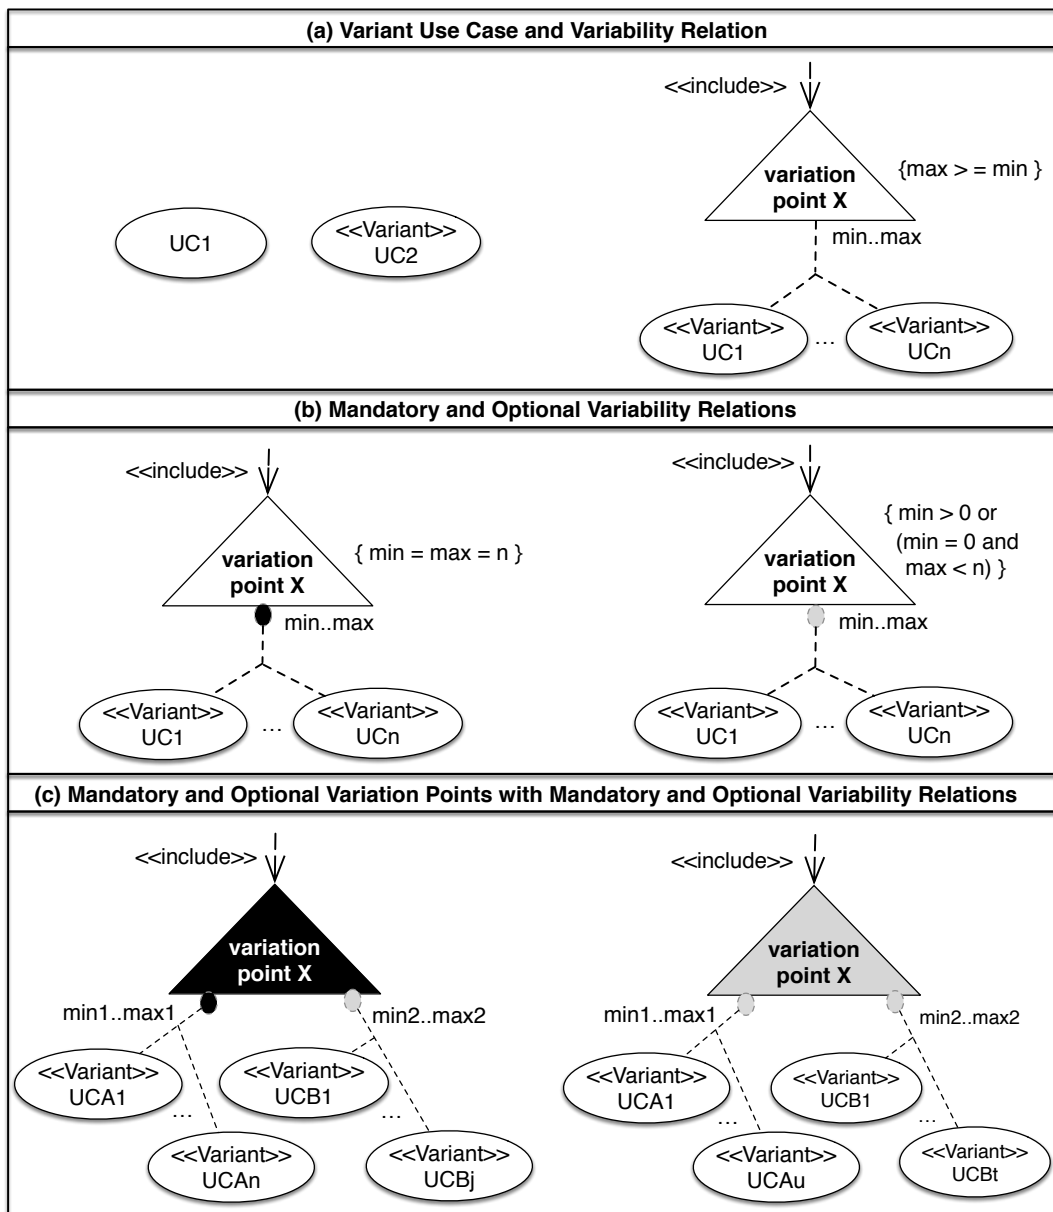 (a) Variant Use Case and Variability Relation
<<include>>
variation
point X
{max > = min }
min..max
UC1
<<Variant>>
UC2
<<Variant>>
UC1
...
<<Variant>>
UCn
(b) Mandatory and Optional Variability Relations
<<include>>
variation
point X
{ min = max = n }
min..max
<<Variant>>
UC1
...
<<Variant>>
UCn
<<include>>
variation
point X
{ min > 0 or
(min = 0 and
max < n) }
min..max
<<Variant>>
UC1
...
<<Variant>>
UCn
(c) Mandatory and Optional Variation Points with Mandatory and Optional Variability Relations
<<include>>
variation
point X
min1..max1
min2..max2
<<Variant>>
UCA1
...
<<Variant>>
UCAn
<<Variant>>
UCB1
...
<<Variant>>
UCBj
<<include>>
variation
point X
min1..max1
min2..max2
<<Variant>>
UCA1
...
<<Variant>>
UCAu
<<Variant>>
UCB1
...
<<Variant>>
UCBt